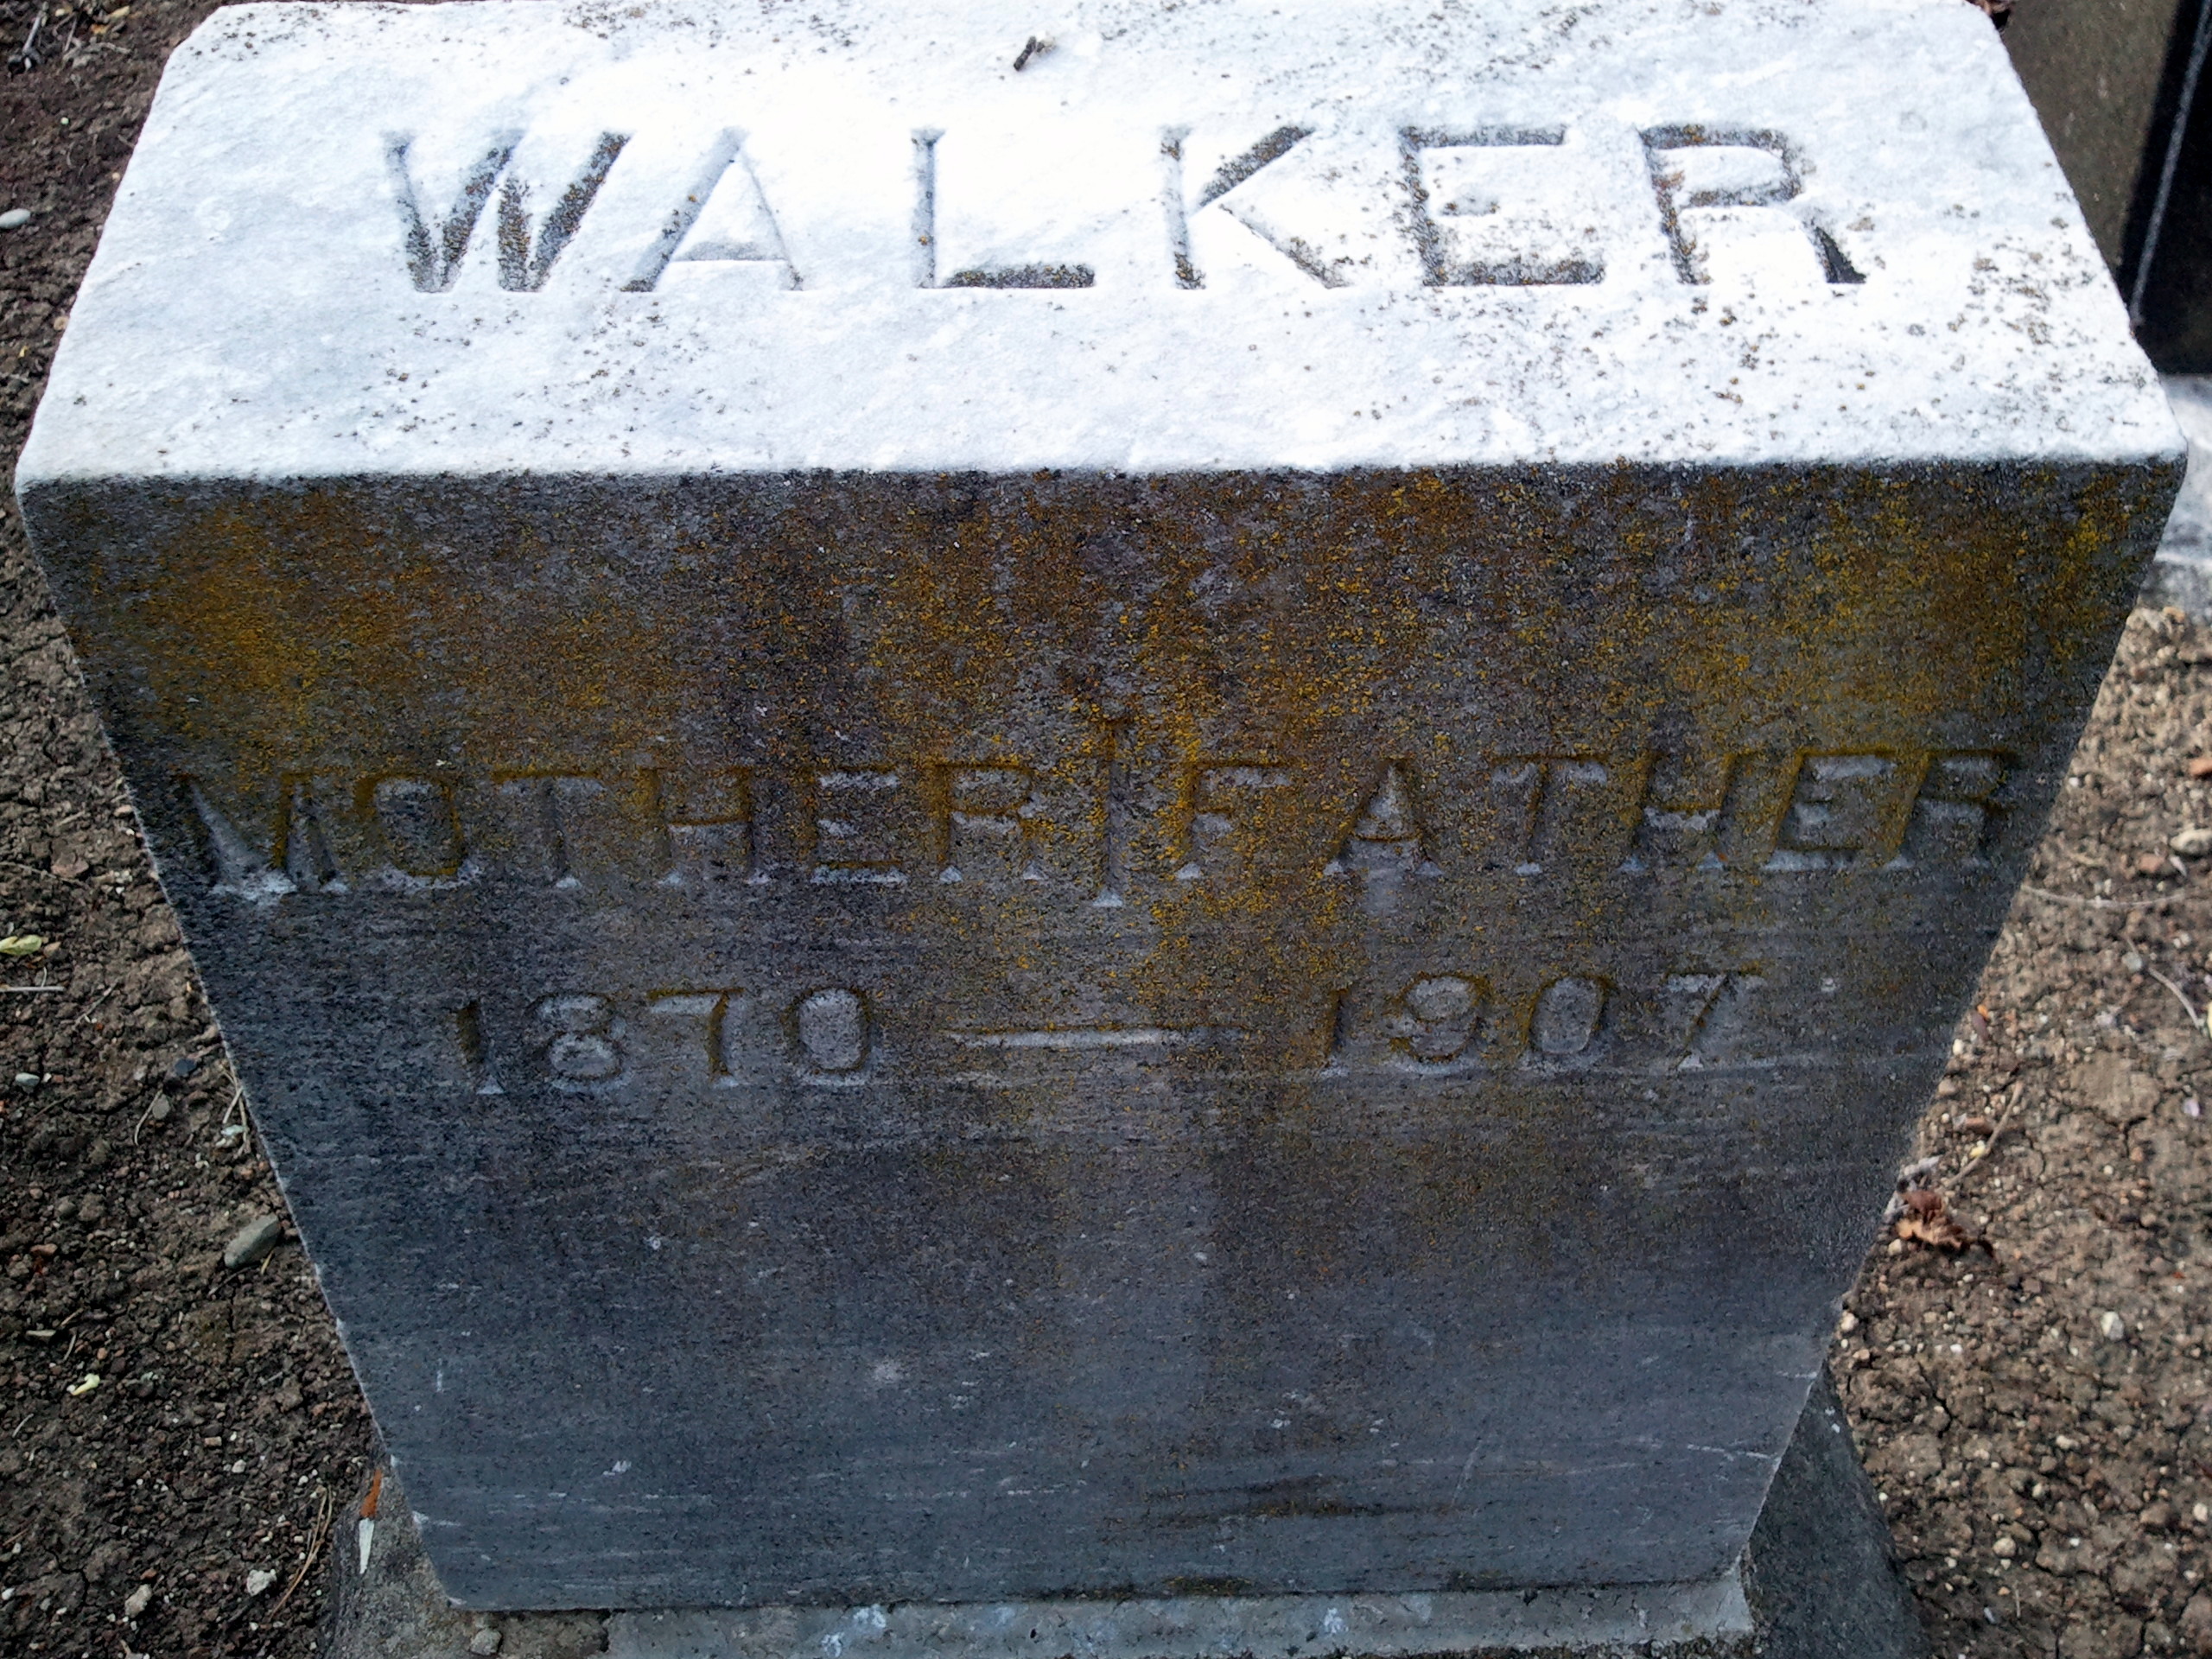 WALKER
MOTHER | FATHER
1870 — 1907